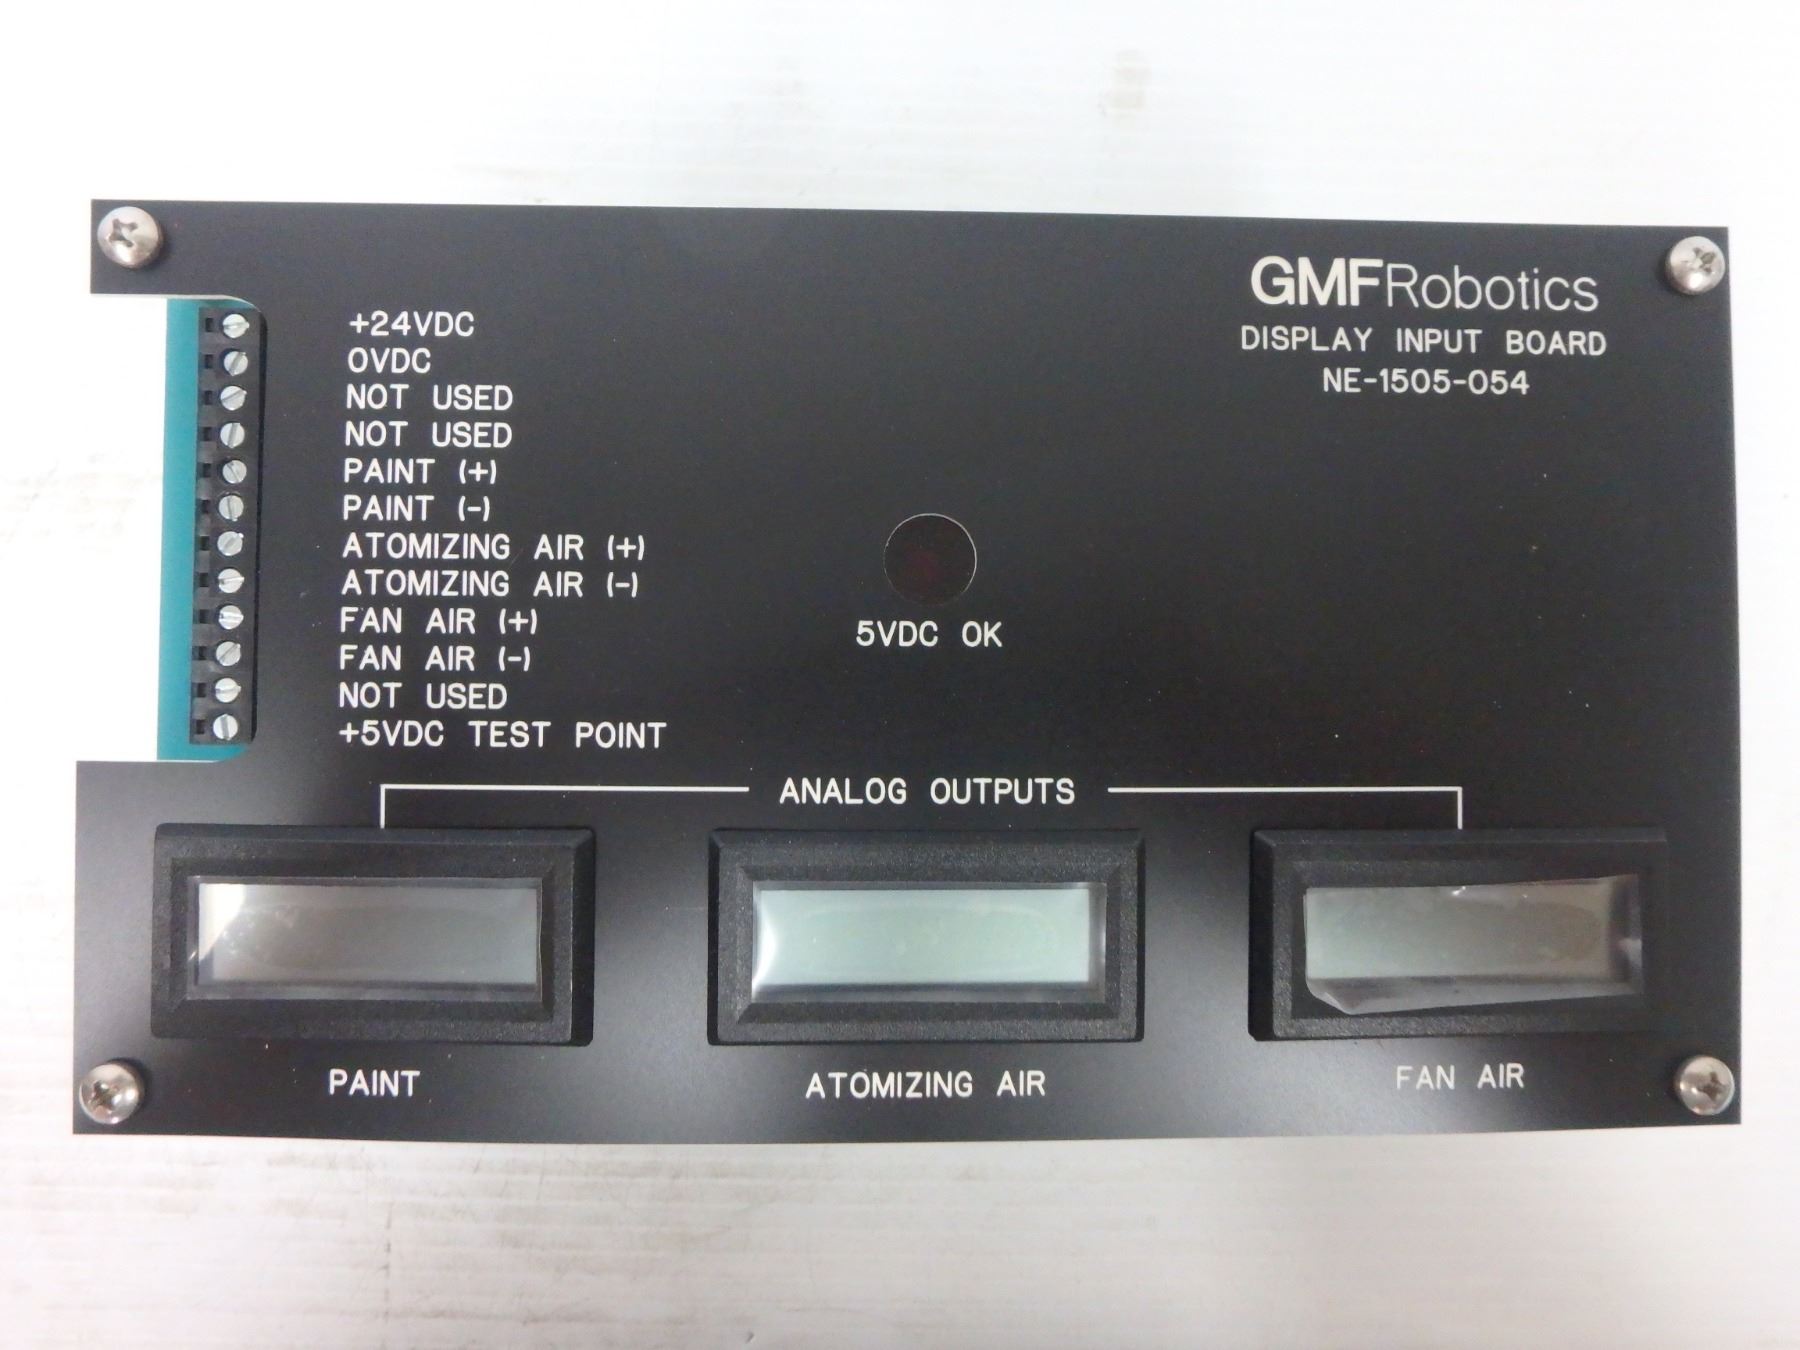 GMFRobotics
DISPLAY INPUT BOARD
NE-1505-054
+24VDC
0VDC
NOT USED
NOT USED
PAINT (+)
PAINT (-)
ATOMIZING AIR (+)
ATOMIZING AIR (-)
FAN AIR (+)
FAN AIR (-)
NOT USED
+5VDC TEST POINT
5VDC OK
ANALOG OUTPUTS
PAINT
ATOMIZING AIR
FAN AIR